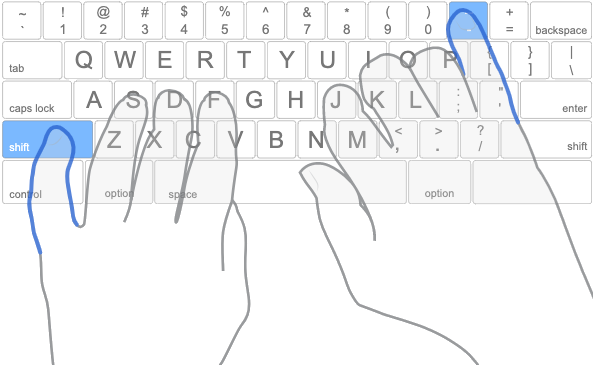 ~ ! @ # $ % ^ & * ( ) +
` 1 2 3 4 5 6 7 8 9 0 - = backspace
tab Q W E R T Y U I O P { } |
[ ] \
caps lock A S D F G H J K L : "
; ' enter
shift Z X C V B N M < > ?
, . / shift
control option space option